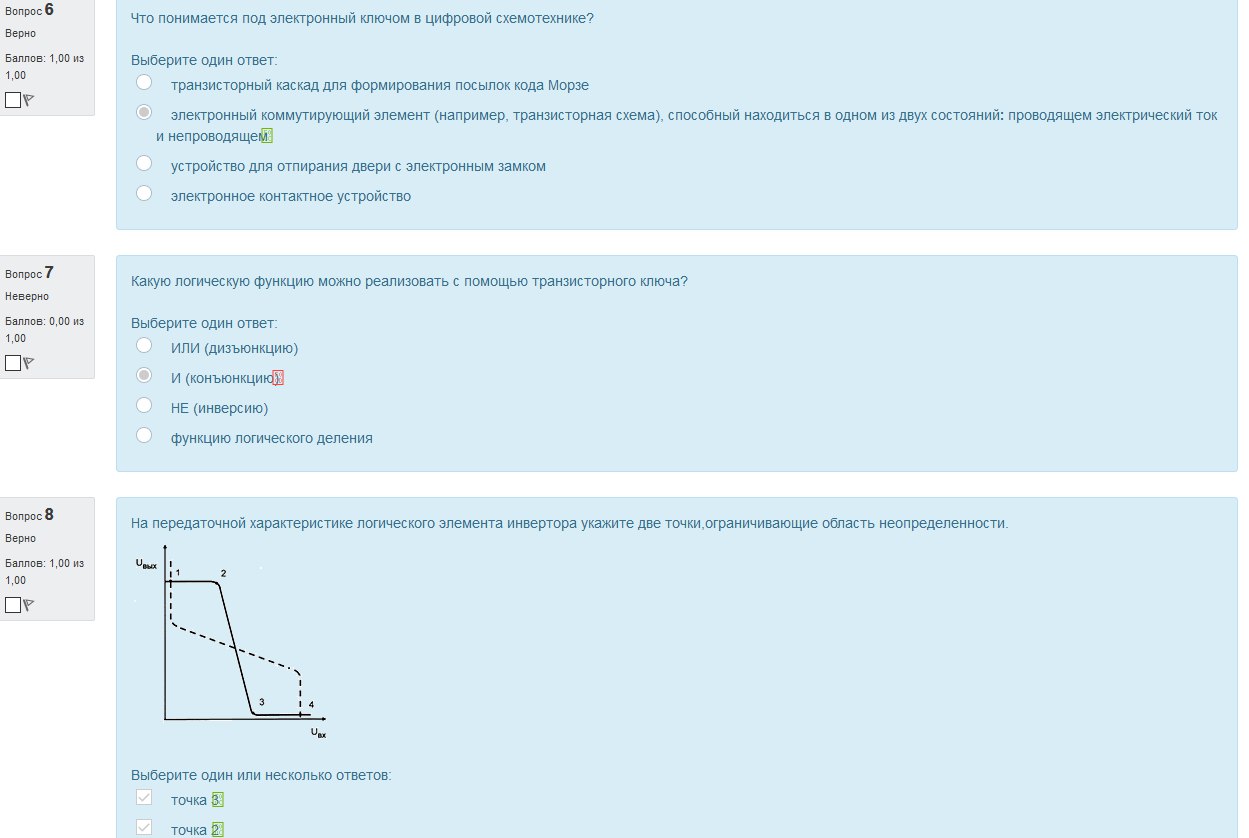 Вопрос 6
Верно
Баллов: 1,00 из
1,00
Что понимается под электронный ключом в цифровой схемотехнике?
Выберите один ответ:
транзисторный каскад для формирования посылок кода Морзе
электронный коммутирующий элемент (например, транзисторная схема), способный находиться в одном из двух состояний: проводящем электрический ток
и непроводящем
устройство для отпирания двери с электронным замком
электронное контактное устройство
Вопрос 7
Неверно
Баллов: 0,00 из
1,00
Какую логическую функцию можно реализовать с помощью транзисторного ключа?
Выберите один ответ:
ИЛИ (дизъюнкцию)
И (конъюнкцию)
НЕ (инверсию)
функцию логического деления
Вопрос 8
Верно
Баллов: 1,00 из
1,00
На передаточной характеристике логического элемента инвертора укажите две точки,ограничивающие область неопределенности.
Uвых
1
2
3
4
Uвх
Выберите один или несколько ответов:
точка 3
точка 2